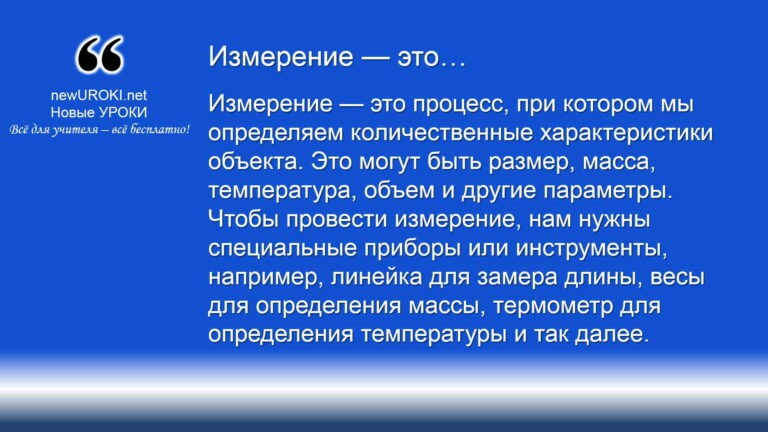 ❝
newUROKI.net
Новые УРОКИ
Всё для учителя – всё бесплатно!
Измерение — это…
Измерение — это процесс, при котором мы
определяем количественные характеристики
объекта. Это могут быть размер, масса,
температура, объем и другие параметры.
Чтобы провести измерение, нам нужны
специальные приборы или инструменты,
например, линейка для замера длины, весы
для определения массы, термометр для
определения температуры и так далее.